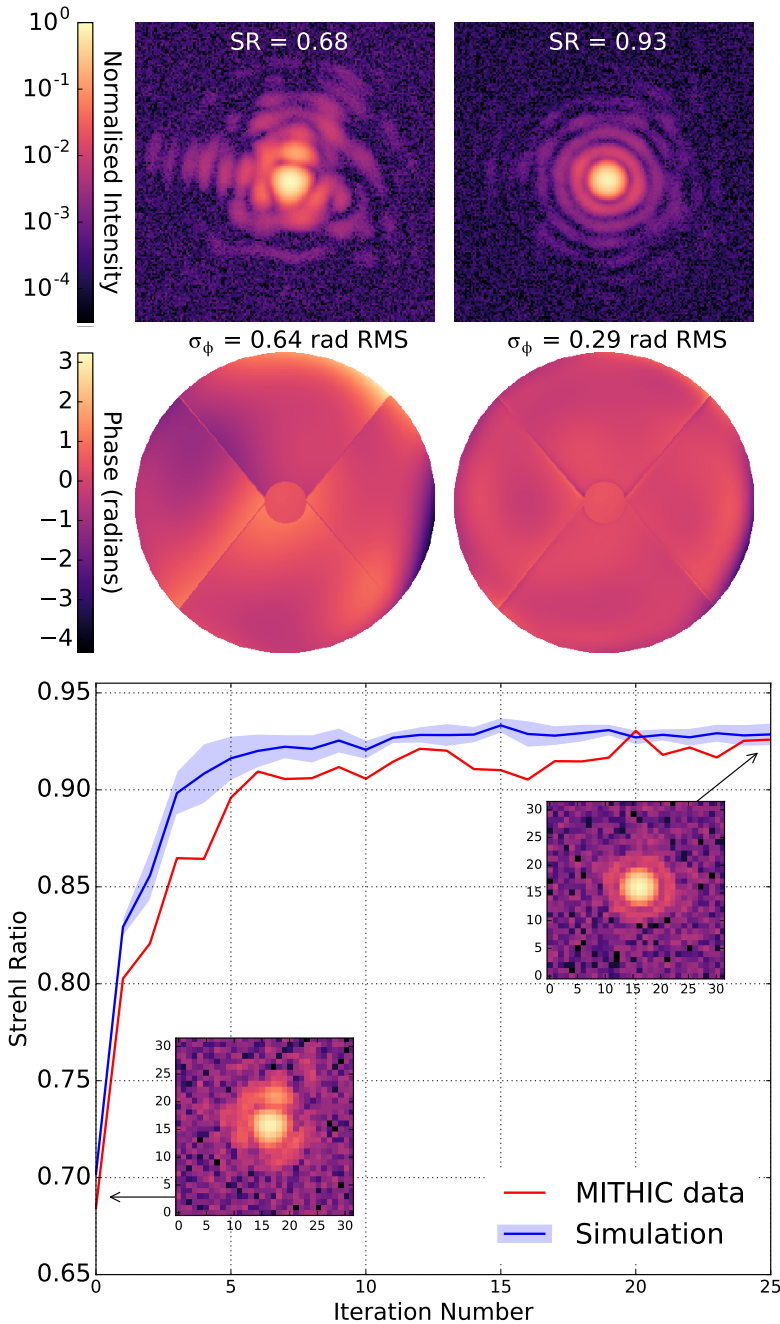 SR = 0.68
SR = 0.93
10⁰
10⁻¹
10⁻²
10⁻³
10⁻⁴
Normalised Intensity
σϕ = 0.64 rad RMS
σϕ = 0.29 rad RMS
3
2
1
0
−1
−2
−3
−4
Phase (radians)
0.95
0.90
0.85
0.80
0.75
0.70
0.65
Strehl Ratio
30
25
20
15
10
5
0
0 5 10 15 20 25 30
30
25
20
15
10
5
0
0 5 10 15 20 25 30
MITHIC data
Simulation
0 5 10 15 20 25
Iteration Number